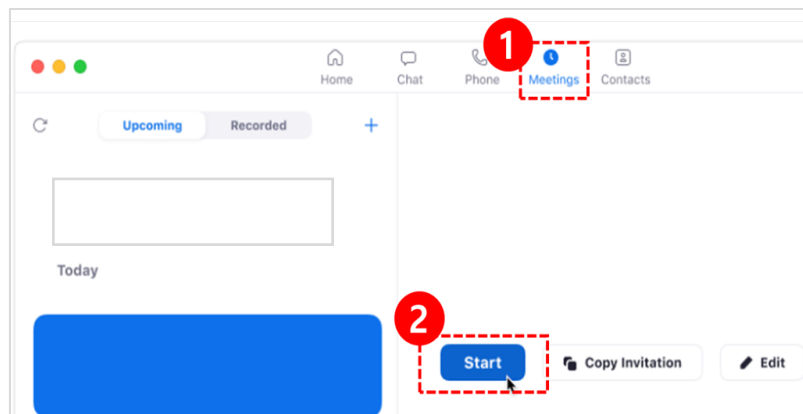 1
Home Chat Phone Meetings Contacts
Upcoming Recorded
Today
2
Start Copy Invitation Edit